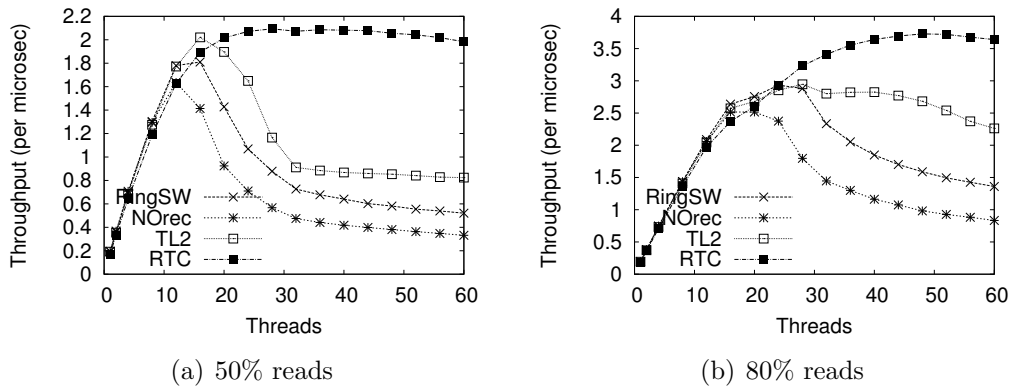 Throughput (per microsec)
2.2
2
1.8
1.6
1.4
1.2
1
0.8
0.6
0.4
0.2
0
RingSW
NOrec
TL2
RTC
0 10 20 30 40 50 60
Threads
(a) 50% reads
Throughput (per microsec)
4
3.5
3
2.5
2
1.5
1
0.5
0
RingSW
NOrec
TL2
RTC
0 10 20 30 40 50 60
Threads
(b) 80% reads